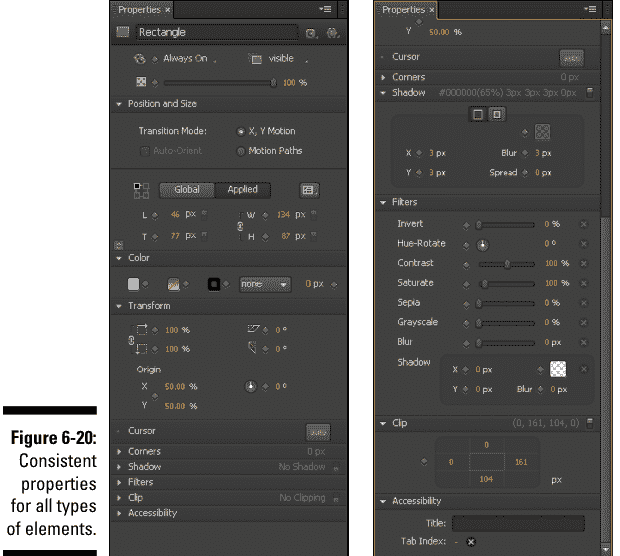 Properties ×
Rectangle
Always On
visible
100 %
Position and Size
Transition Mode:
X, Y Motion
Auto-Orient
Motion Paths
Global
Applied
L 46 px
W 134 px
T 77 px
H 87 px
Color
none
0 px
Transform
100 %
0 º
100 %
0 º
Origin
X 50.00 %
0 º
Y 50.00 %
Cursor
auto
Corners
0 px
Shadow
No Shadow
Filters
Clip
No Clipping
Accessibility
Properties ×
Y 50.00 %
Cursor
auto
Corners
0 px
Shadow
#000000(65%) 3px 3px 3px 0px
X 3 px
Blur 3 px
Y 3 px
Spread 0 px
Filters
Invert 0 %
Hue-Rotate 0 º
Contrast 100 %
Saturate 100 %
Sepia 0 %
Grayscale 0 %
Blur 0 px
Shadow
X 0 px
Y 0 px
Blur 0 px
Clip
(0, 161, 104, 0)
0
0
161
104
px
Accessibility
Title:
Tab Index: -
Figure 6-20:
Consistent
properties
for all types
of elements.